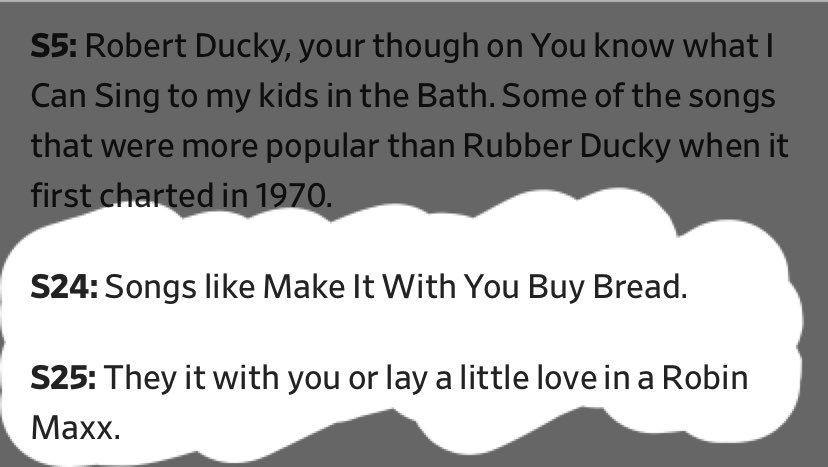 S5: Robert Ducky, your though on You know what I
Can Sing to my kids in the Bath. Some of the songs
that were more popular than Rubber Ducky when it
first charted in 1970.
S24: Songs like Make It With You Buy Bread.
S25: They it with you or lay a little love in a Robin
Maxx.